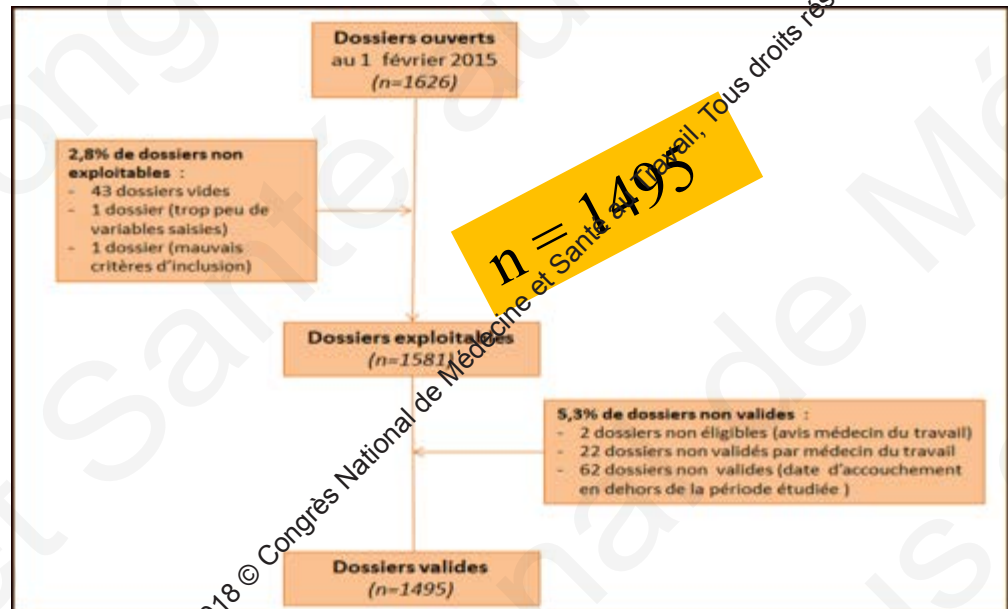 Dossiers ouverts
au 1 février 2015
(n=1626)
2,8% de dossiers non
exploitables :
- 43 dossiers vides
- 1 dossier (trop peu de
variables saisies)
- 1 dossier (mauvais
critères d'inclusion)
n = 1495
Dossiers exploitables
(n=1581)
5,3% de dossiers non valides :
- 2 dossiers non éligibles (avis médecin du travail)
- 22 dossiers non validés par médecin du travail
- 62 dossiers non valides (date d'accouchement
en dehors de la période étudiée )
Dossiers valides
(n=1495)
18 © Congrès National de Médecine et Santé au Travail, Tous droits rés